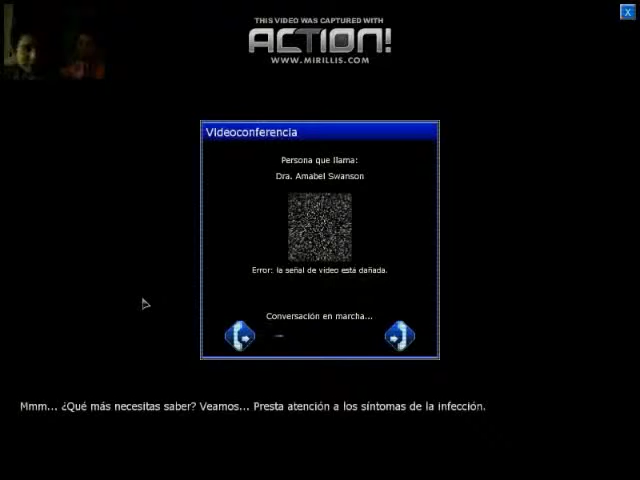 THIS VIDEO WAS CAPTURED WITH
ACTION!
WWW.MIRILLIS.COM
X
Videoconferencia
Persona que llama:
Dra. Amabel Swanson
Error: la señal de vídeo está dañada.
Conversación en marcha...
Mmm... ¿Qué más necesitas saber? Veamos... Presta atención a los síntomas de la infección.